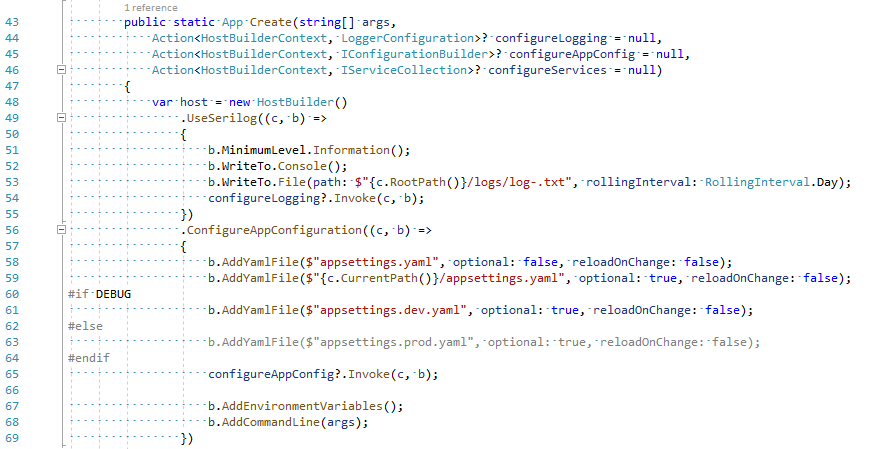 1 reference
43 public static App Create(string[] args,
44 Action<HostBuilderContext, LoggerConfiguration>? configureLogging = null,
45 Action<HostBuilderContext, IConfigurationBuilder>? configureAppConfig = null,
46 Action<HostBuilderContext, IServiceCollection>? configureServices = null)
47 {
48 var host = new HostBuilder()
49 .UseSerilog((c, b) =>
50 {
51 b.MinimumLevel.Information();
52 b.WriteTo.Console();
53 b.WriteTo.File(path: $"{c.RootPath()}/logs/log-.txt", rollingInterval: RollingInterval.Day);
54 configureLogging?.Invoke(c, b);
55 })
56 .ConfigureAppConfiguration((c, b) =>
57 {
58 b.AddYamlFile($"appsettings.yaml", optional: false, reloadOnChange: false);
59 b.AddYamlFile($"{c.CurrentPath()}/appsettings.yaml", optional: true, reloadOnChange: false);
60 #if DEBUG
61 b.AddYamlFile($"appsettings.dev.yaml", optional: true, reloadOnChange: false);
62 #else
63 b.AddYamlFile($"appsettings.prod.yaml", optional: true, reloadOnChange: false);
64 #endif
65 configureAppConfig?.Invoke(c, b);
66
67 b.AddEnvironmentVariables();
68 b.AddCommandLine(args);
69 })